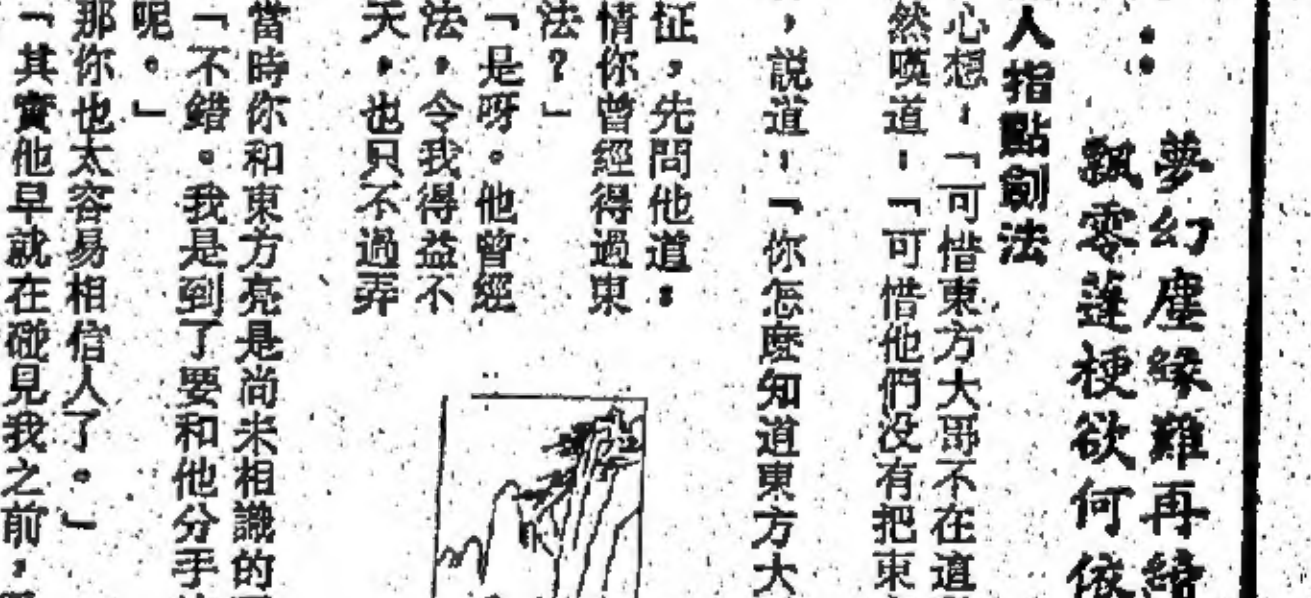 夢幻塵緣難再續
飄零蓬梗欲何依
人指點劍法
心想：「可惜東方大哥不在這
然嘆道：「可惜他們没有把東
，說道：「你怎麽知道東方大
怔，先問他道：
情你曾經得過東
法？」
「是呀。他曾經
法，令我得益不
天，也只不過弄
當時你和東方亮是尚未相識的
「不錯。我是到了要和他分手
呢。」
那你也太容易相信人了。」
「其實他早就在碰見我之前，